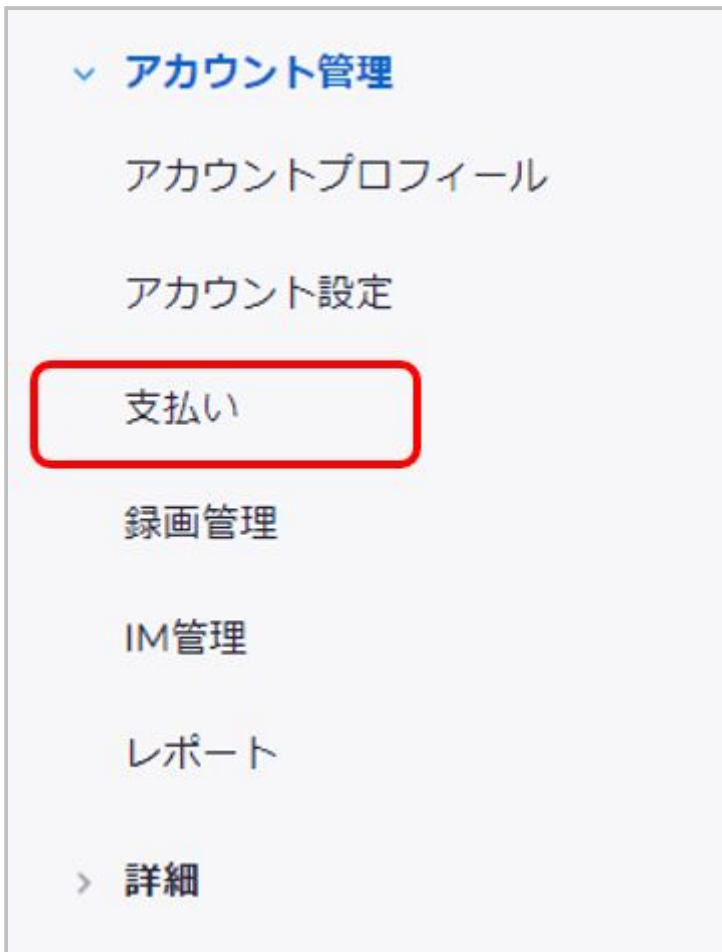 アカウント管理
アカウントプロフィール
アカウント設定
支払い
録画管理
IM管理
レポート
詳細